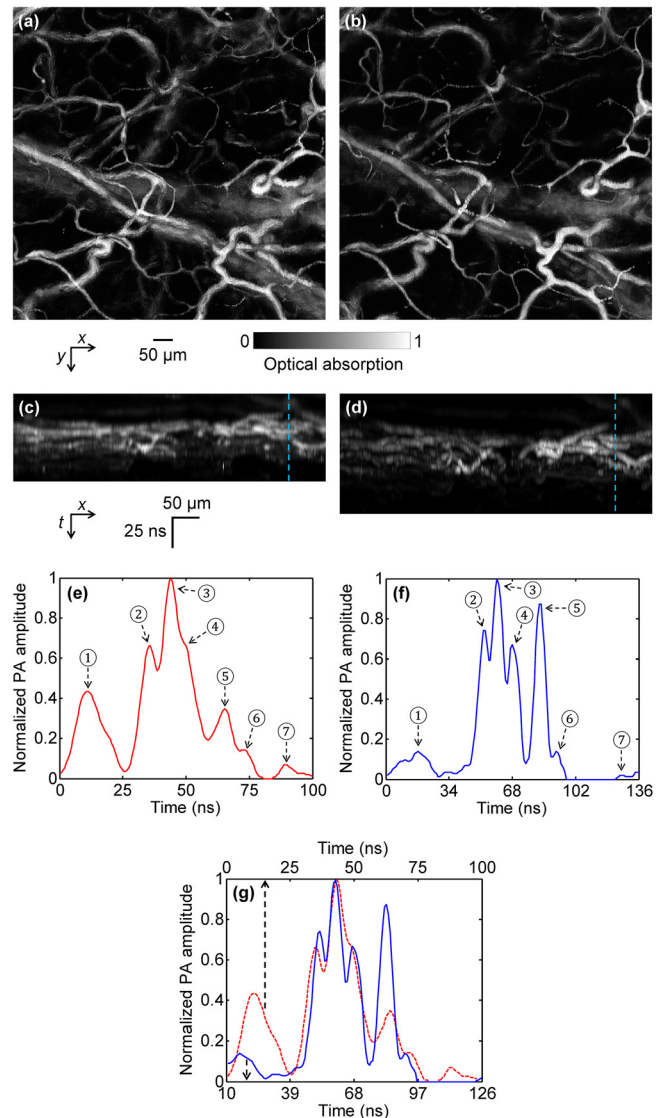 (a) (b)
x
y
50 μm
0 1
Optical absorption
(c) (d)
x
t
50 μm
25 ns
(e)
Normalized PA amplitude
1
0.8
0.6
0.4
0.2
0
① ② ③ ④ ⑤ ⑥ ⑦
0 25 50 75 100
Time (ns)
(f)
Normalized PA amplitude
1
0.8
0.6
0.4
0.2
0
① ② ③ ④ ⑤ ⑥ ⑦
0 34 68 102 136
Time (ns)
Time (ns)
0 25 50 75 100
(g)
Normalized PA amplitude
1
0.8
0.6
0.4
0.2
0
10 39 68 97 126
Time (ns)